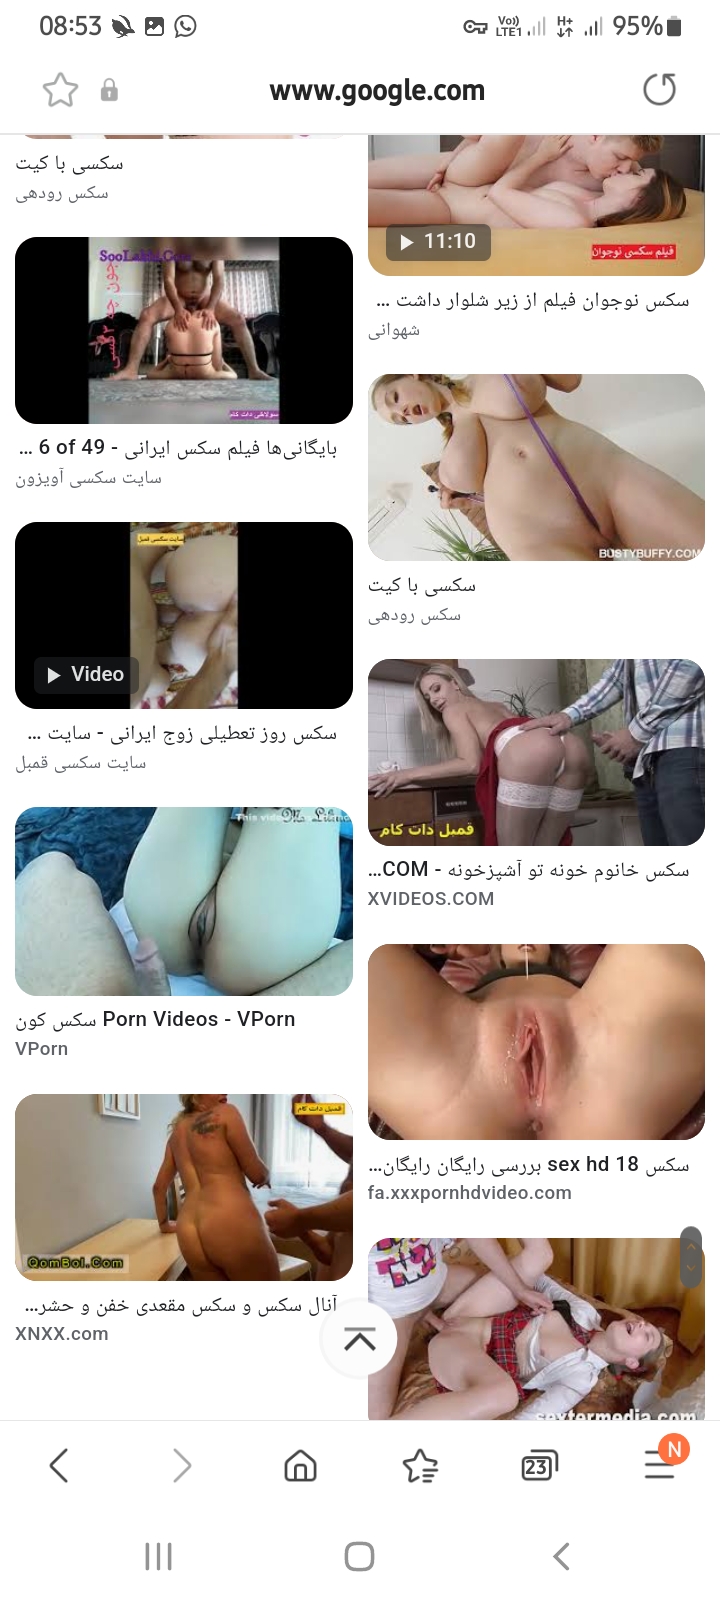 08:53
Vo)) LTE1 H+ 95%
www.google.com
سکسی با کیت
سکس رودهی
11:10
فیلم سکسی نوجوان
سکس نوجوان فیلم از زیر شلوار داشت ...
شهوانی
بایگانی‌ها فیلم سکس ایرانی - 6 of 49 ...
سایت سکسی آویزون
BUSTYBUFFY.COM
سکسی با کیت
سکس رودهی
سایت سکسی قمبل
Video
سکس روز تعطیلی زوج ایرانی - سایت ...
سایت سکسی قمبل
قمبل دات کام
سکس خانوم خونه تو آشپزخونه - COM...
XVIDEOS.COM
سکس کون Porn Videos - VPorn
VPorn
سکس sex hd 18 بررسی رایگان رایگان...
fa.xxxpornhdvideo.com
قمبل دات کام
QomBol.Com
آنال سکس و سکس مقعدی خفن و حشر...
XNXX.com
sextermedia.com
23
N